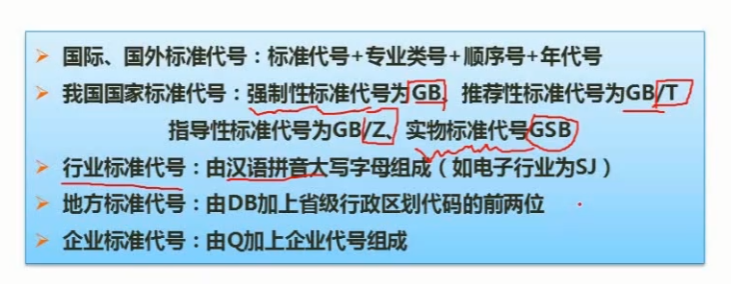 国际、国外标准代号：标准代号+专业类号+顺序号+年代号
我国国家标准代号：强制性标准代号为GB、推荐性标准代号为GB/T
指导性标准代号为GB/Z、实物标准代号GSB
行业标准代号：由汉语拼音大写字母组成（如电子行业为SJ）
地方标准代号：由DB加上省级行政区划代码的前两位
企业标准代号：由Q加上企业代号组成